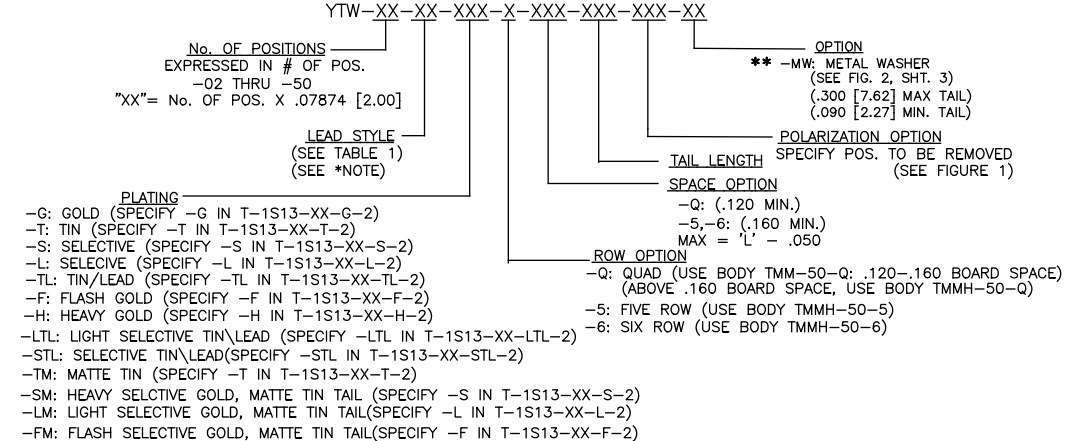 YTW-XX-XX-XXX-X-XXX-XXX-XXX-XX
No. OF POSITIONS
EXPRESSED IN # OF POS.
-02 THRU -50
"XX"= No. OF POS. X .07874 [2.00]
LEAD STYLE
(SEE TABLE 1)
(SEE *NOTE)
PLATING
-G: GOLD (SPECIFY -G IN T-1S13-XX-G-2)
-T: TIN (SPECIFY -T IN T-1S13-XX-T-2)
-S: SELECTIVE (SPECIFY -S IN T-1S13-XX-S-2)
-L: SELECIVE (SPECIFY -L IN T-1S13-XX-L-2)
-TL: TIN/LEAD (SPECIFY -TL IN T-1S13-XX-TL-2)
-F: FLASH GOLD (SPECIFY -F IN T-1S13-XX-F-2)
-H: HEAVY GOLD (SPECIFY -H IN T-1S13-XX-H-2)
-LTL: LIGHT SELECTIVE TIN\LEAD (SPECIFY -LTL IN T-1S13-XX-LTL-2)
-STL: SELECTIVE TIN\LEAD(SPECIFY -STL IN T-1S13-XX-STL-2)
-TM: MATTE TIN (SPECIFY -T IN T-1S13-XX-T-2)
-SM: HEAVY SELCTIVE GOLD, MATTE TIN TAIL (SPECIFY -S IN T-1S13-XX-S-2)
-LM: LIGHT SELECTIVE GOLD, MATTE TIN TAIL(SPECIFY -L IN T-1S13-XX-L-2)
-FM: FLASH SELECTIVE GOLD, MATTE TIN TAIL(SPECIFY -F IN T-1S13-XX-F-2)
OPTION
** -MW: METAL WASHER
(SEE FIG. 2, SHT. 3)
(.300 [7.62] MAX TAIL)
(.090 [2.27] MIN. TAIL)
POLARIZATION OPTION
SPECIFY POS. TO BE REMOVED
(SEE FIGURE 1)
TAIL LENGTH
SPACE OPTION
-Q: (.120 MIN.)
-5,-6: (.160 MIN.)
MAX = 'L' - .050
ROW OPTION
-Q: QUAD (USE BODY TMM-50-Q: .120-.160 BOARD SPACE)
(ABOVE .160 BOARD SPACE, USE BODY TMMH-50-Q)
-5: FIVE ROW (USE BODY TMMH-50-5)
-6: SIX ROW (USE BODY TMMH-50-6)